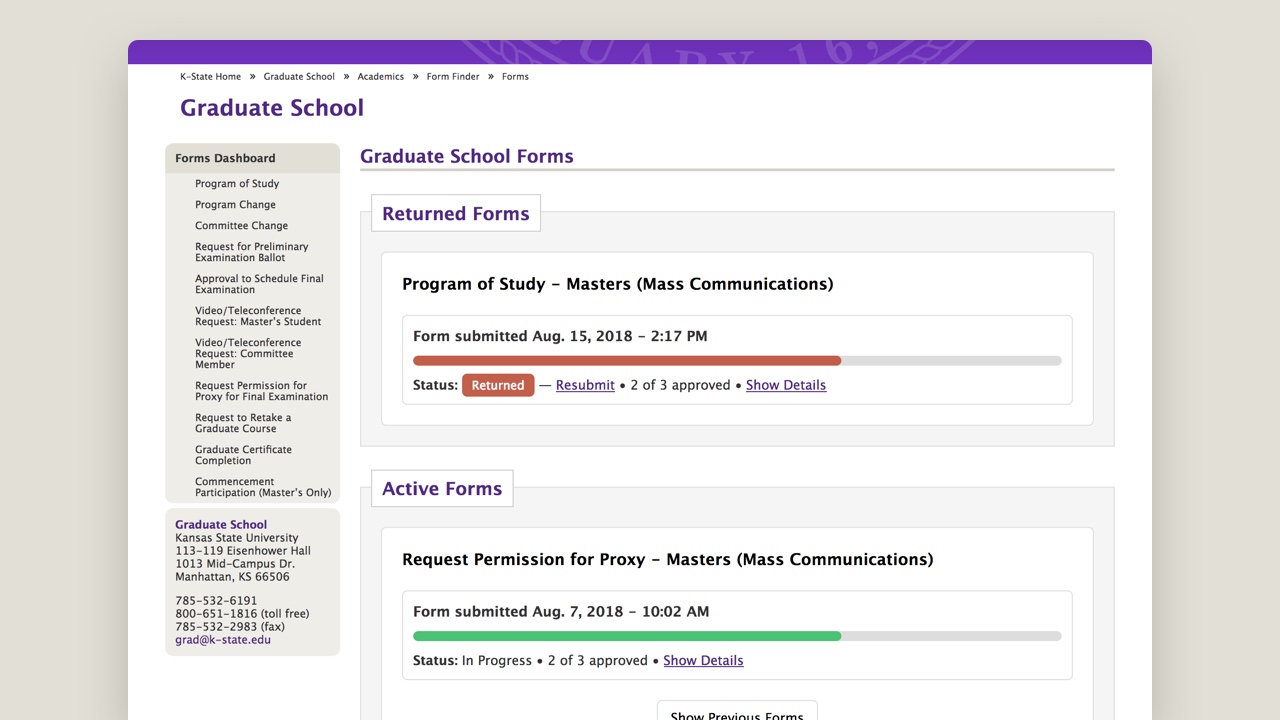 UARY 16,
K-State Home » Graduate School » Academics » Form Finder » Forms
Graduate School
Forms Dashboard
Program of Study
Program Change
Committee Change
Request for Preliminary
Examination Ballot
Approval to Schedule Final
Examination
Video/Teleconference
Request: Master's Student
Video/Teleconference
Request: Committee
Member
Request Permission for
Proxy for Final Examination
Request to Retake a
Graduate Course
Graduate Certificate
Completion
Commencement
Participation (Master's Only)
Graduate School
Kansas State University
113-119 Eisenhower Hall
1013 Mid-Campus Dr.
Manhattan, KS 66506
785-532-6191
800-651-1816 (toll free)
785-532-2983 (fax)
grad@k-state.edu
Graduate School Forms
Returned Forms
Program of Study – Masters (Mass Communications)
Form submitted Aug. 15, 2018 – 2:17 PM
Status: Returned — Resubmit • 2 of 3 approved • Show Details
Active Forms
Request Permission for Proxy – Masters (Mass Communications)
Form submitted Aug. 7, 2018 – 10:02 AM
Status: In Progress • 2 of 3 approved • Show Details
Show Previous Forms